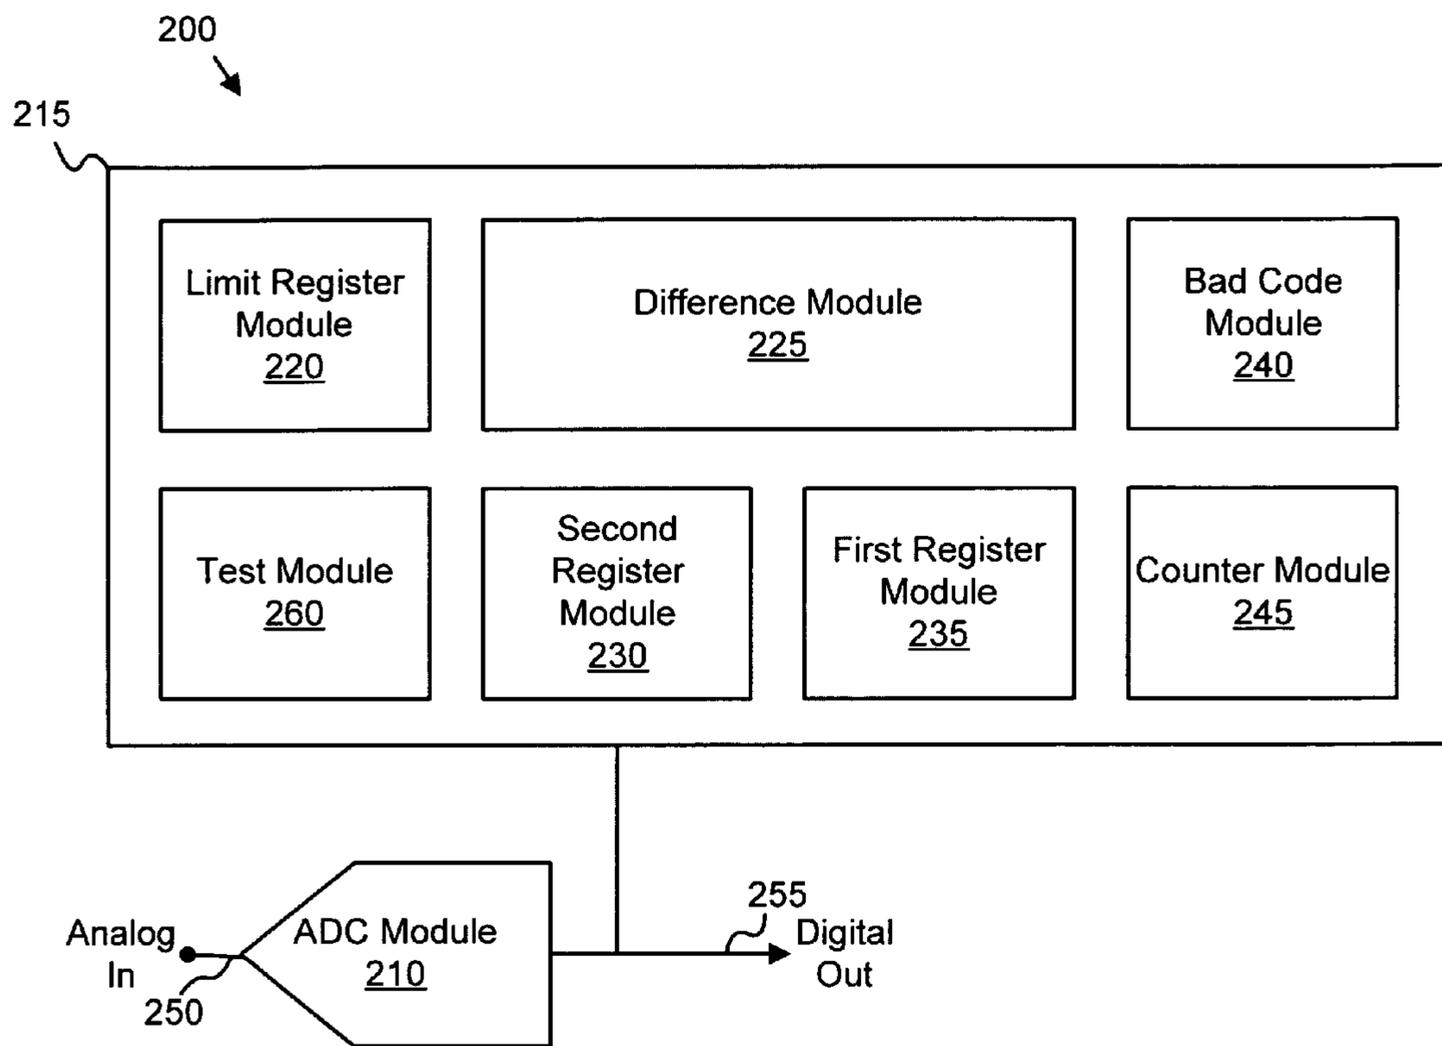 200
215
Limit Register
Module
220
Difference Module
225
Bad Code
Module
240
Test Module
260
Second
Register
Module
230
First Register
Module
235
Counter Module
245
Analog
In
250
ADC Module
210
255
Digital
Out